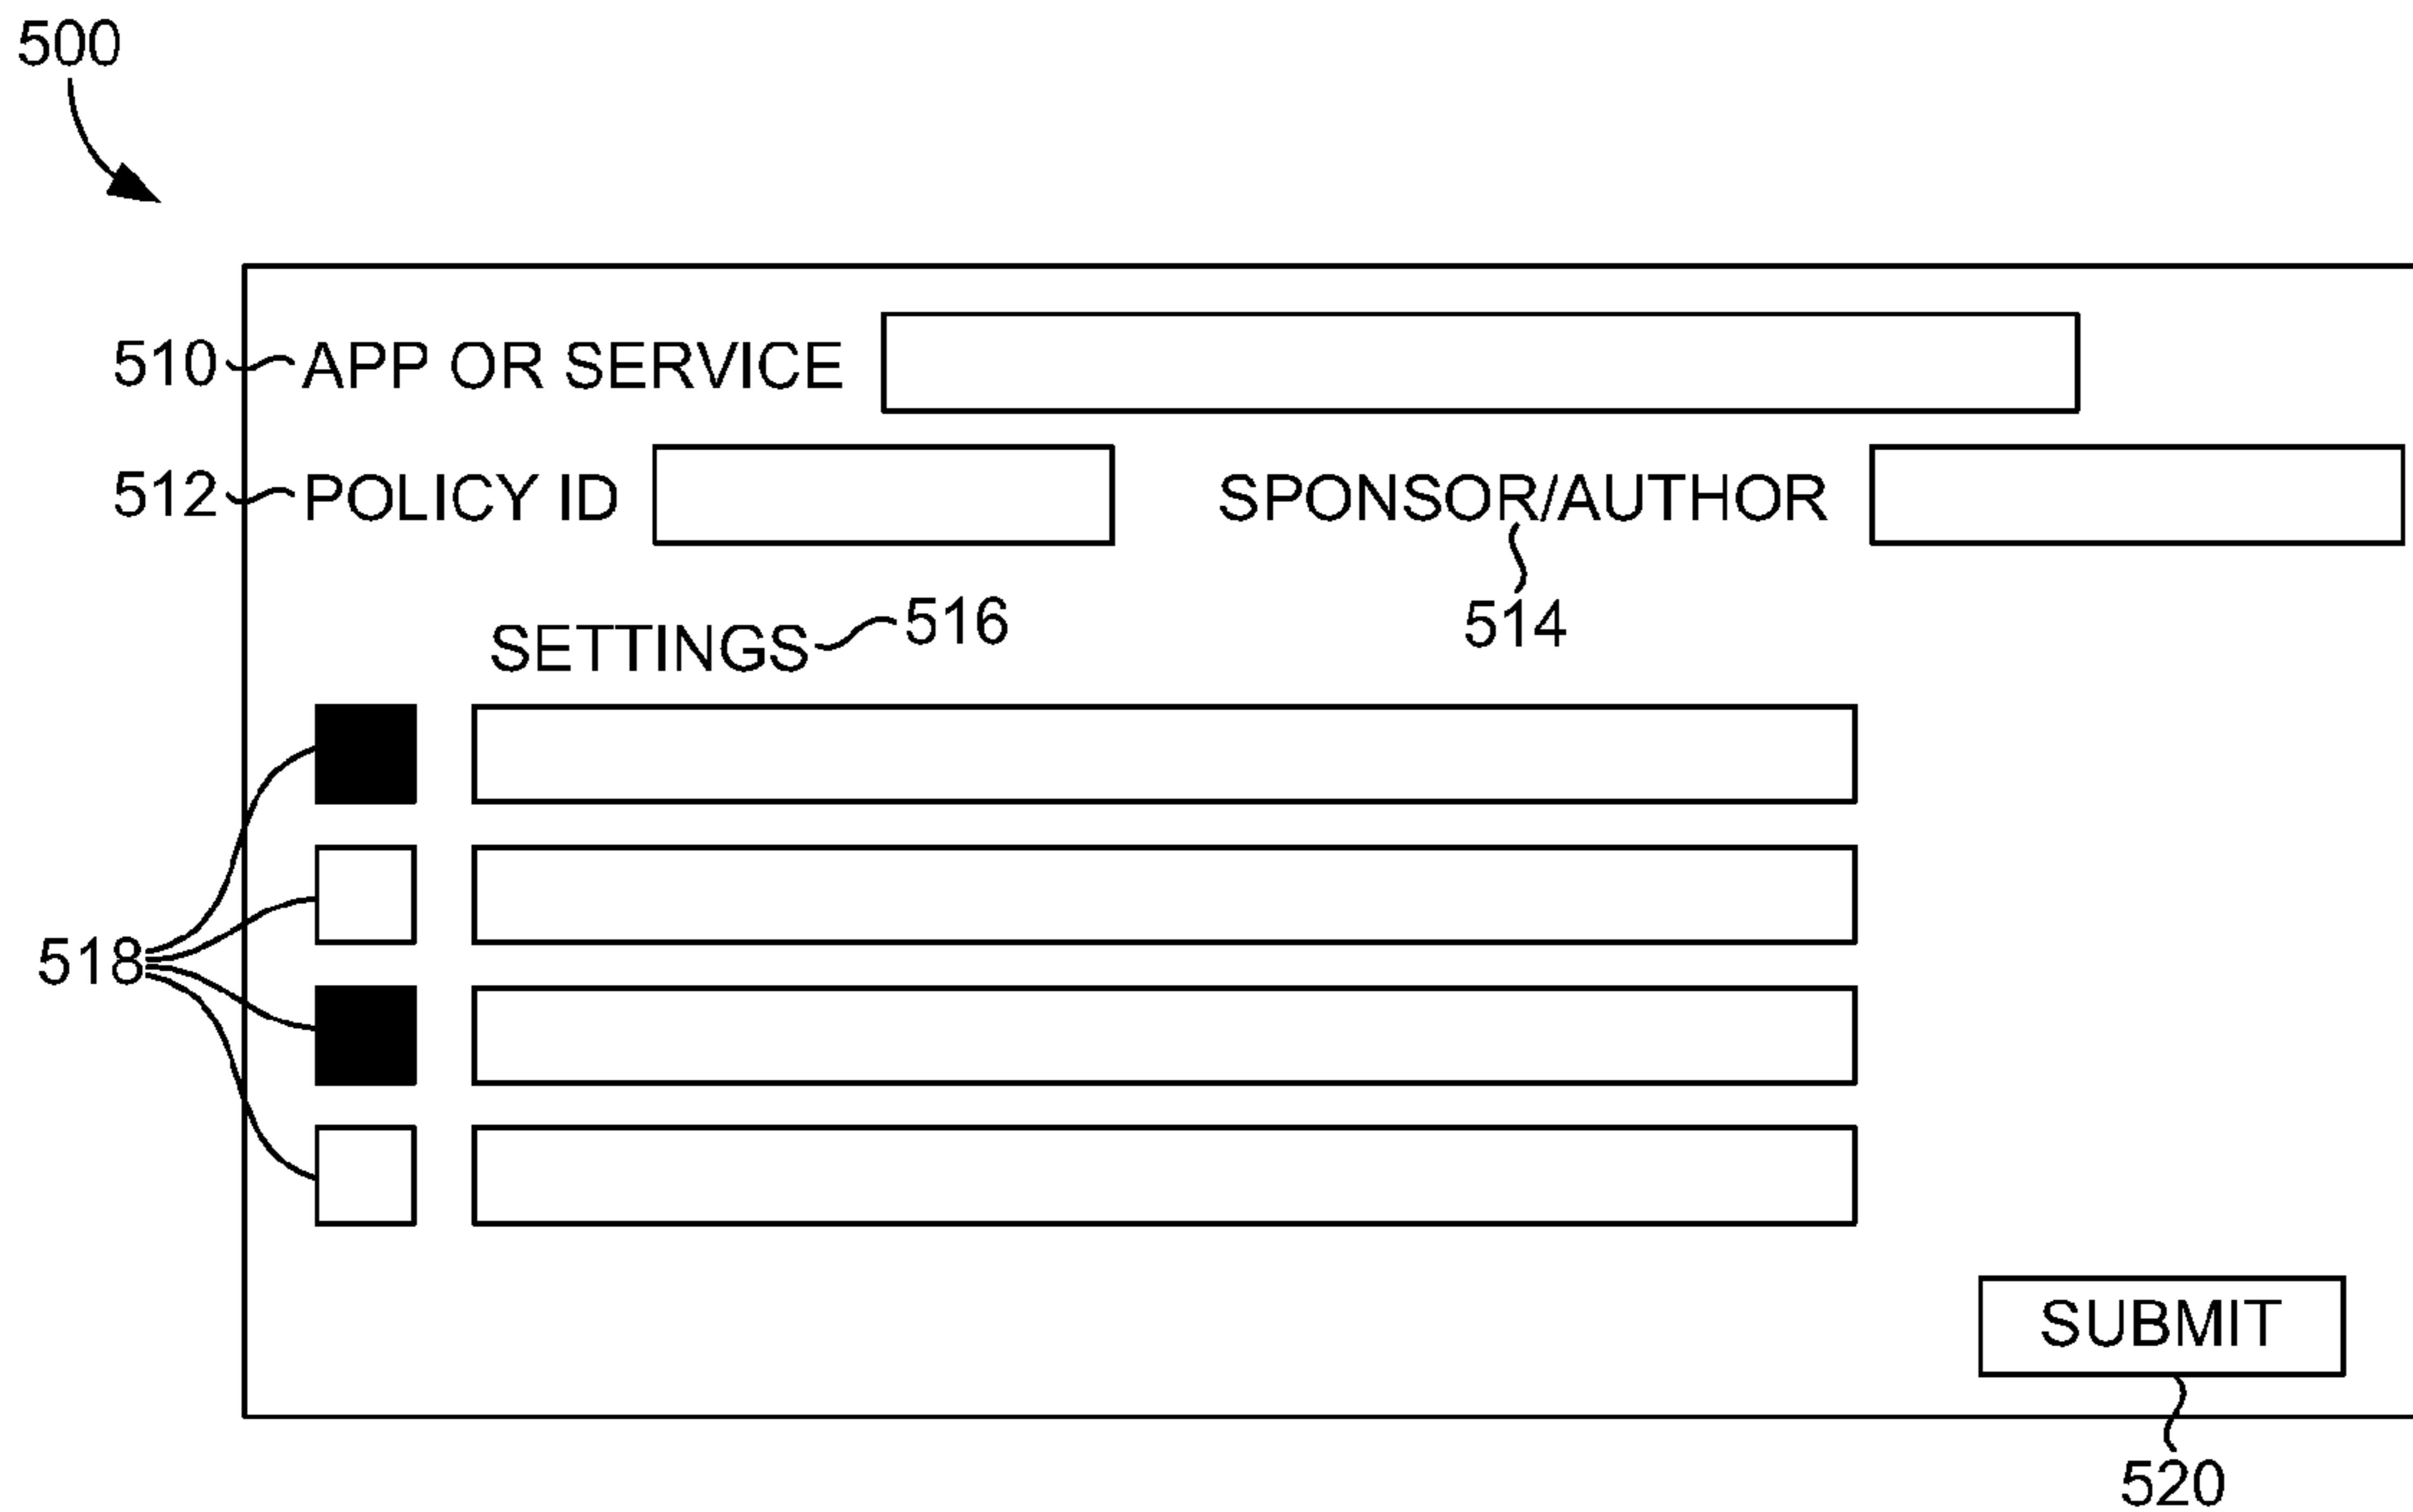 500
510 APP OR SERVICE
512 POLICY ID SPONSOR/AUTHOR
514
SETTINGS 516
518
SUBMIT
520